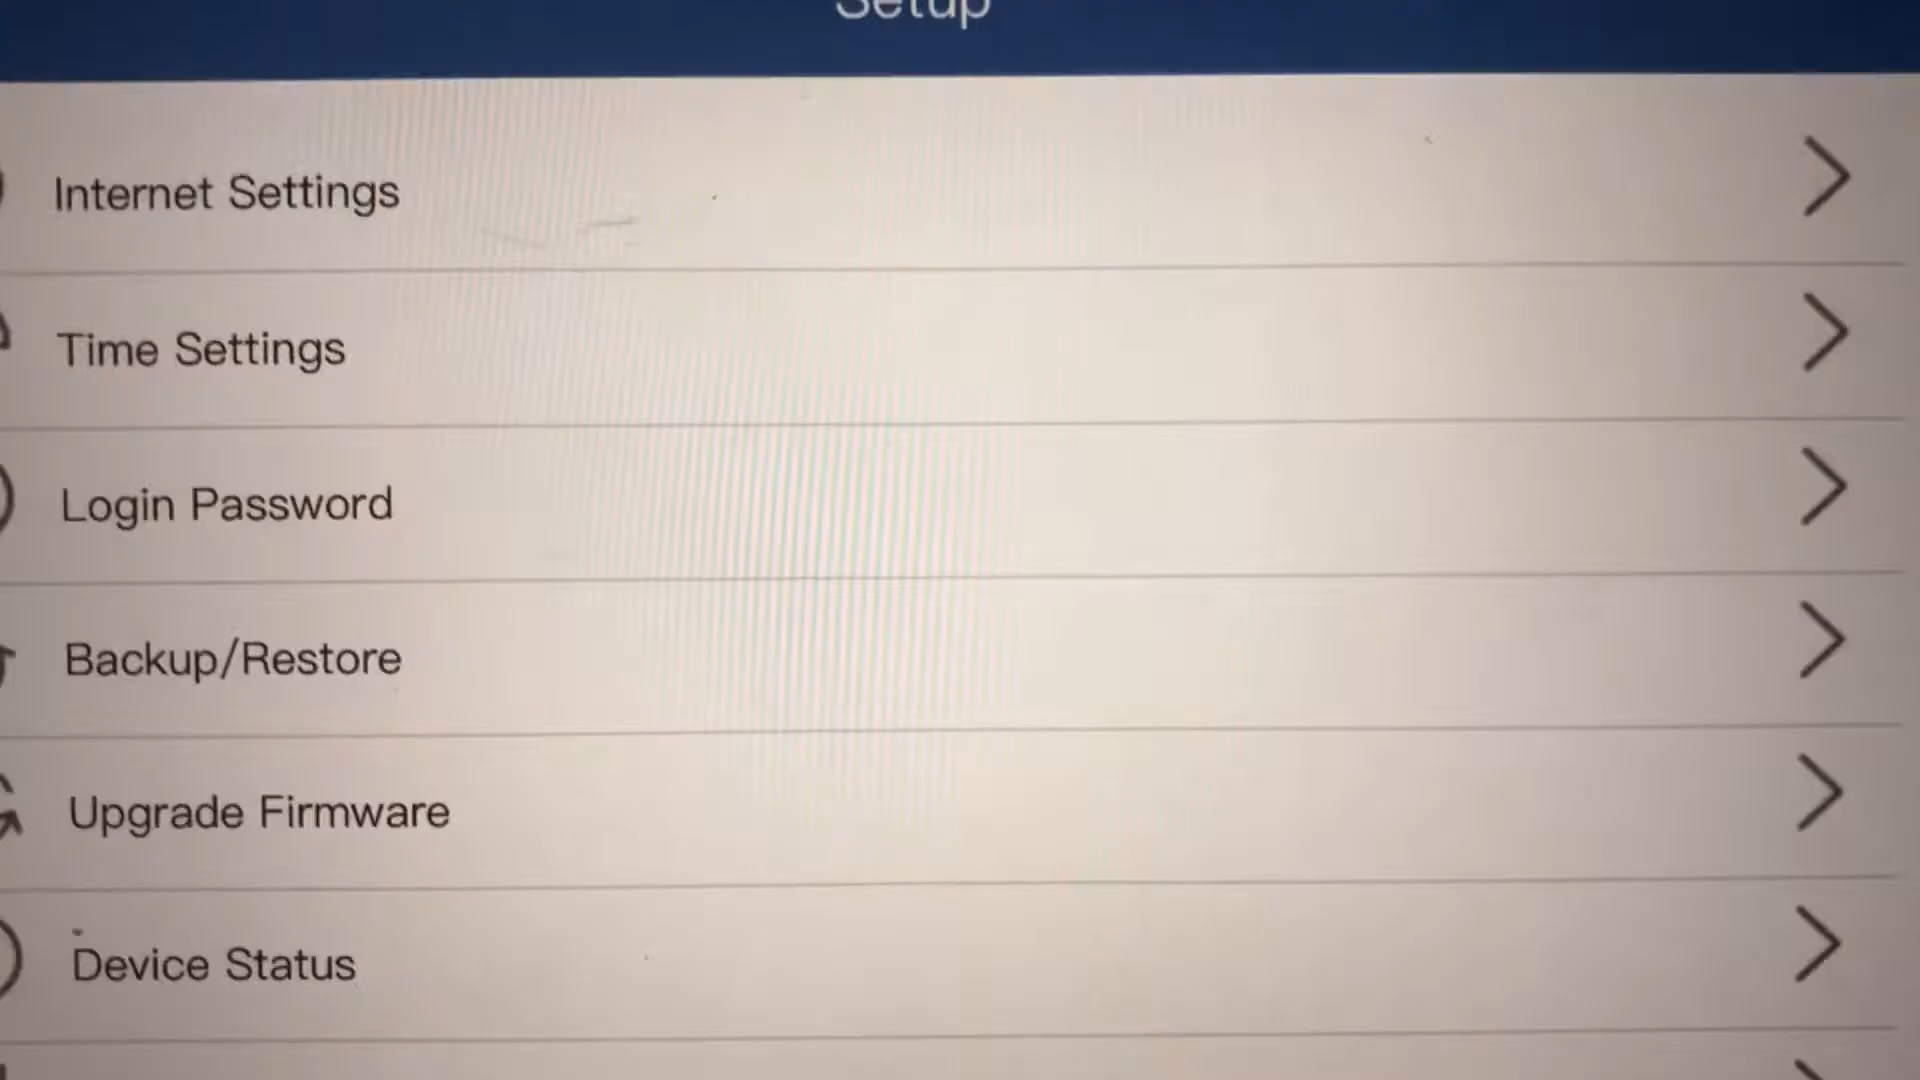 Setup
Internet Settings
Time Settings
Login Password
Backup/Restore
Upgrade Firmware
Device Status